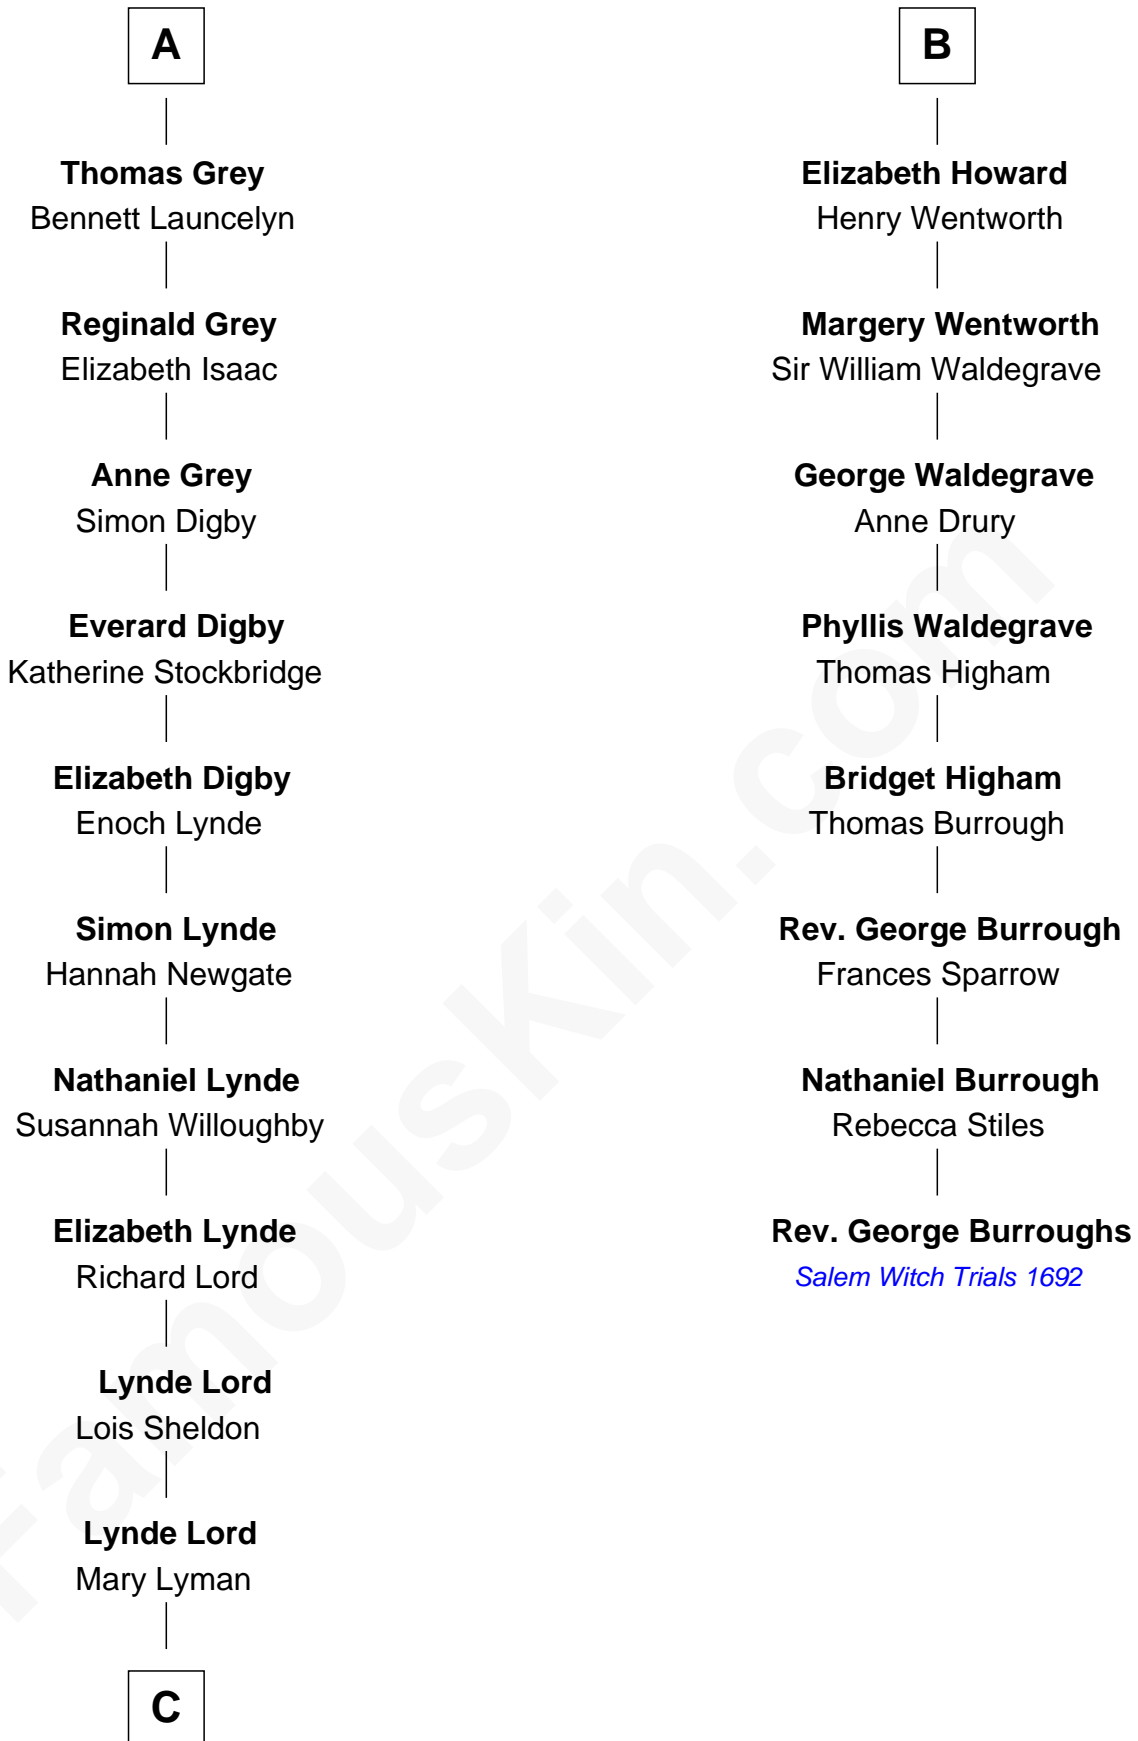 A
Thomas Grey
Bennett Launcelyn
Reginald Grey
Elizabeth Isaac
Anne Grey
Simon Digby
Everard Digby
Katherine Stockbridge
Elizabeth Digby
Enoch Lynde
Simon Lynde
Hannah Newgate
Nathaniel Lynde
Susannah Willoughby
Elizabeth Lynde
Richard Lord
Lynde Lord
Lois Sheldon
Lynde Lord
Mary Lyman
C
B
Elizabeth Howard
Henry Wentworth
Margery Wentworth
Sir William Waldegrave
George Waldegrave
Anne Drury
Phyllis Waldegrave
Thomas Higham
Bridget Higham
Thomas Burrough
Rev. George Burrough
Frances Sparrow
Nathaniel Burrough
Rebecca Stiles
Rev. George Burroughs
Salem Witch Trials 1692
FamousKin.com